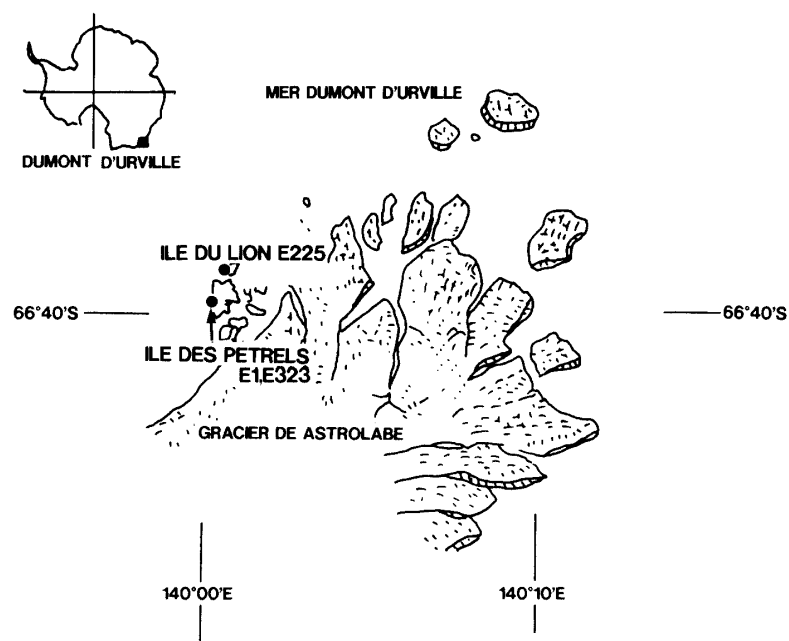 MER DUMONT D'URVILLE
DUMONT D'URVILLE
ILE DU LION E225
66°40'S
66°40'S
ILE DES PETRELS
E1,E323
GRACIER DE ASTROLABE
140°00'E
140°10'E